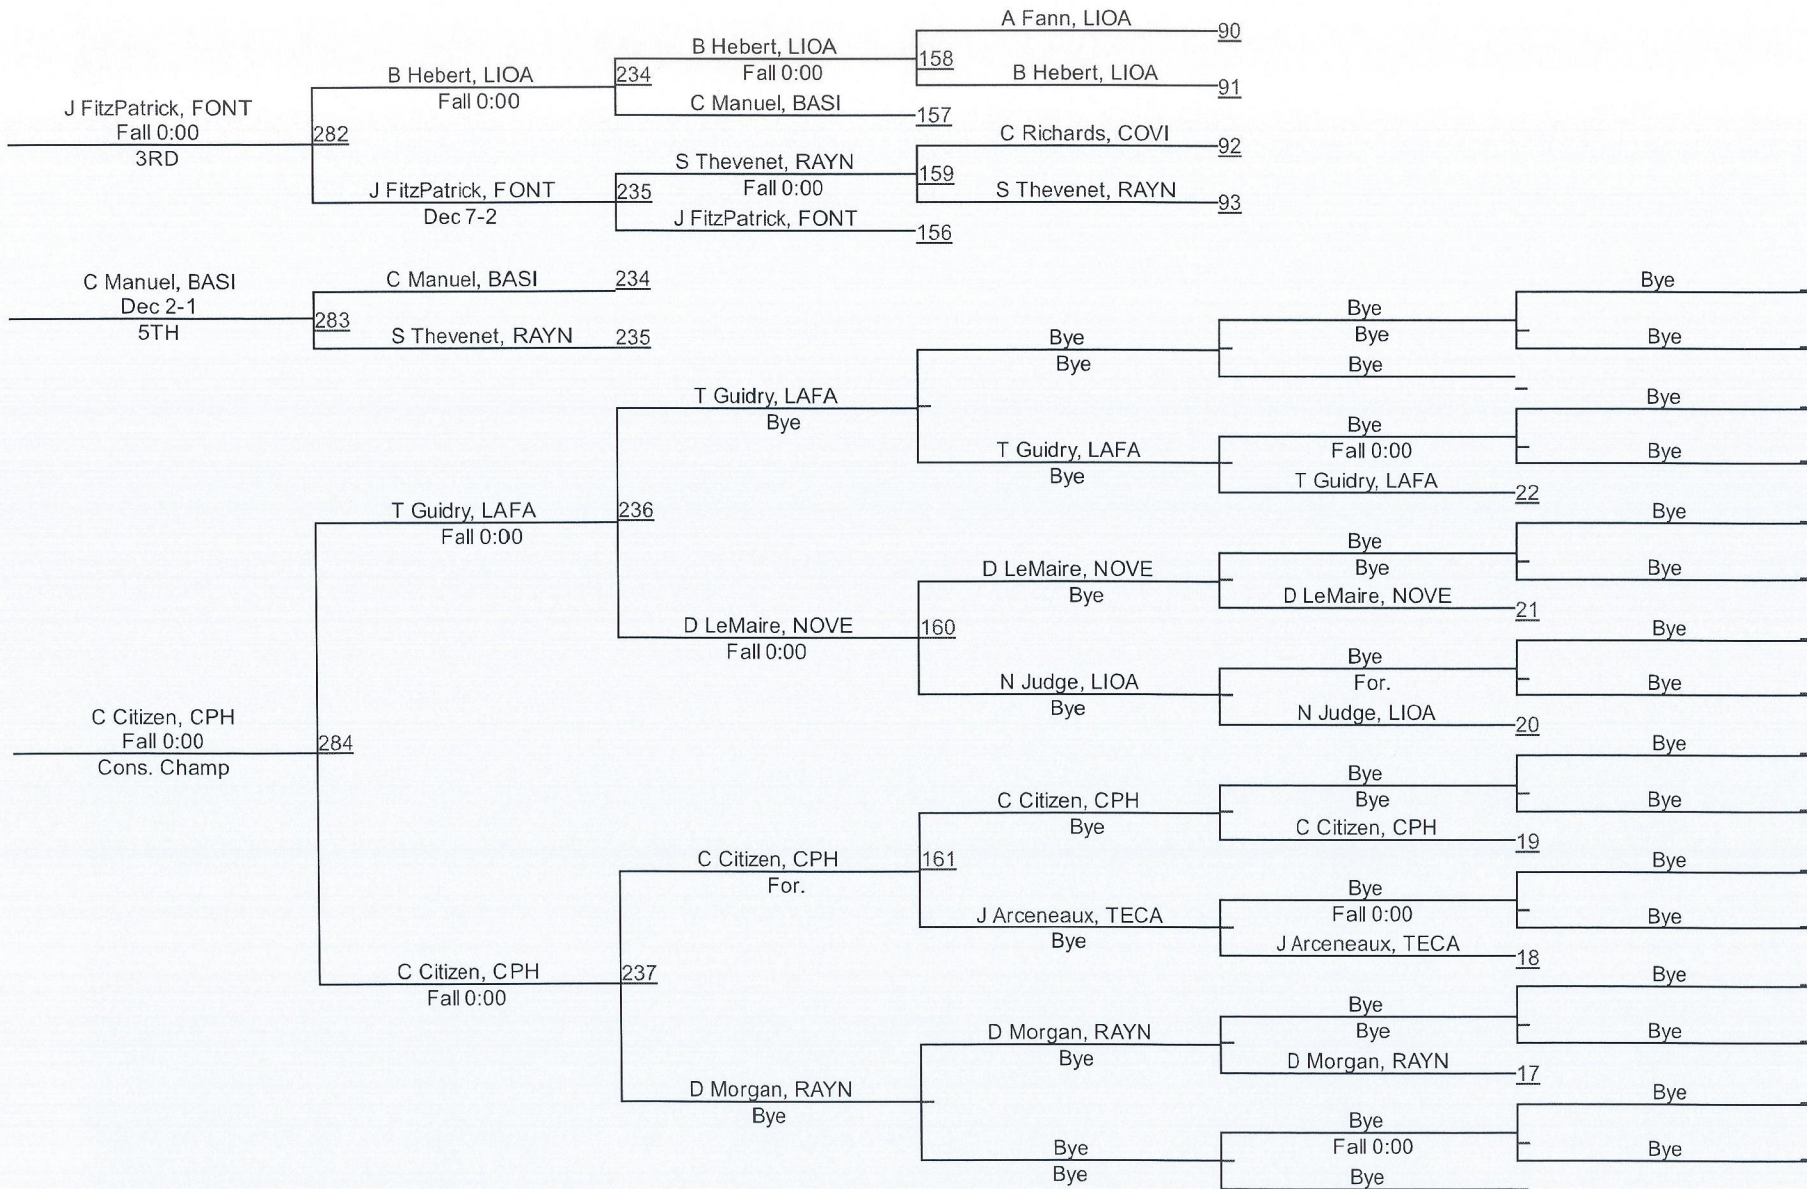 A Fann, LIOA
90
B Hebert, LIOA
Fall 0:00
158
B Hebert, LIOA
91
B Hebert, LIOA
Fall 0:00
234
C Manuel, BASI
157
J FitzPatrick, FONT
Fall 0:00
3RD
282
C Richards, COVI
92
S Thevenet, RAYN
Fall 0:00
159
S Thevenet, RAYN
93
J FitzPatrick, FONT
Dec 7-2
235
J FitzPatrick, FONT
156
C Manuel, BASI
Dec 2-1
5TH
283
C Manuel, BASI
234
S Thevenet, RAYN
235
Bye
Bye
Bye
Bye
Bye
Bye
Bye
T Guidry, LAFA
Bye
Bye
Bye
Fall 0:00
Bye
T Guidry, LAFA
Bye
T Guidry, LAFA
22
T Guidry, LAFA
Fall 0:00
236
Bye
Bye
Bye
Bye
D LeMaire, NOVE
Bye
D LeMaire, NOVE
21
D LeMaire, NOVE
Fall 0:00
160
Bye
Bye
For.
Bye
N Judge, LIOA
Bye
N Judge, LIOA
20
C Citizen, CPH
Fall 0:00
Cons. Champ
284
Bye
Bye
Bye
Bye
C Citizen, CPH
Bye
C Citizen, CPH
19
C Citizen, CPH
For.
161
Bye
Bye
Fall 0:00
Bye
J Arceneaux, TECA
Bye
J Arceneaux, TECA
18
C Citizen, CPH
Fall 0:00
237
Bye
Bye
Bye
Bye
D Morgan, RAYN
Bye
D Morgan, RAYN
17
D Morgan, RAYN
Bye
Bye
Bye
Fall 0:00
Bye
Bye
Bye
Bye